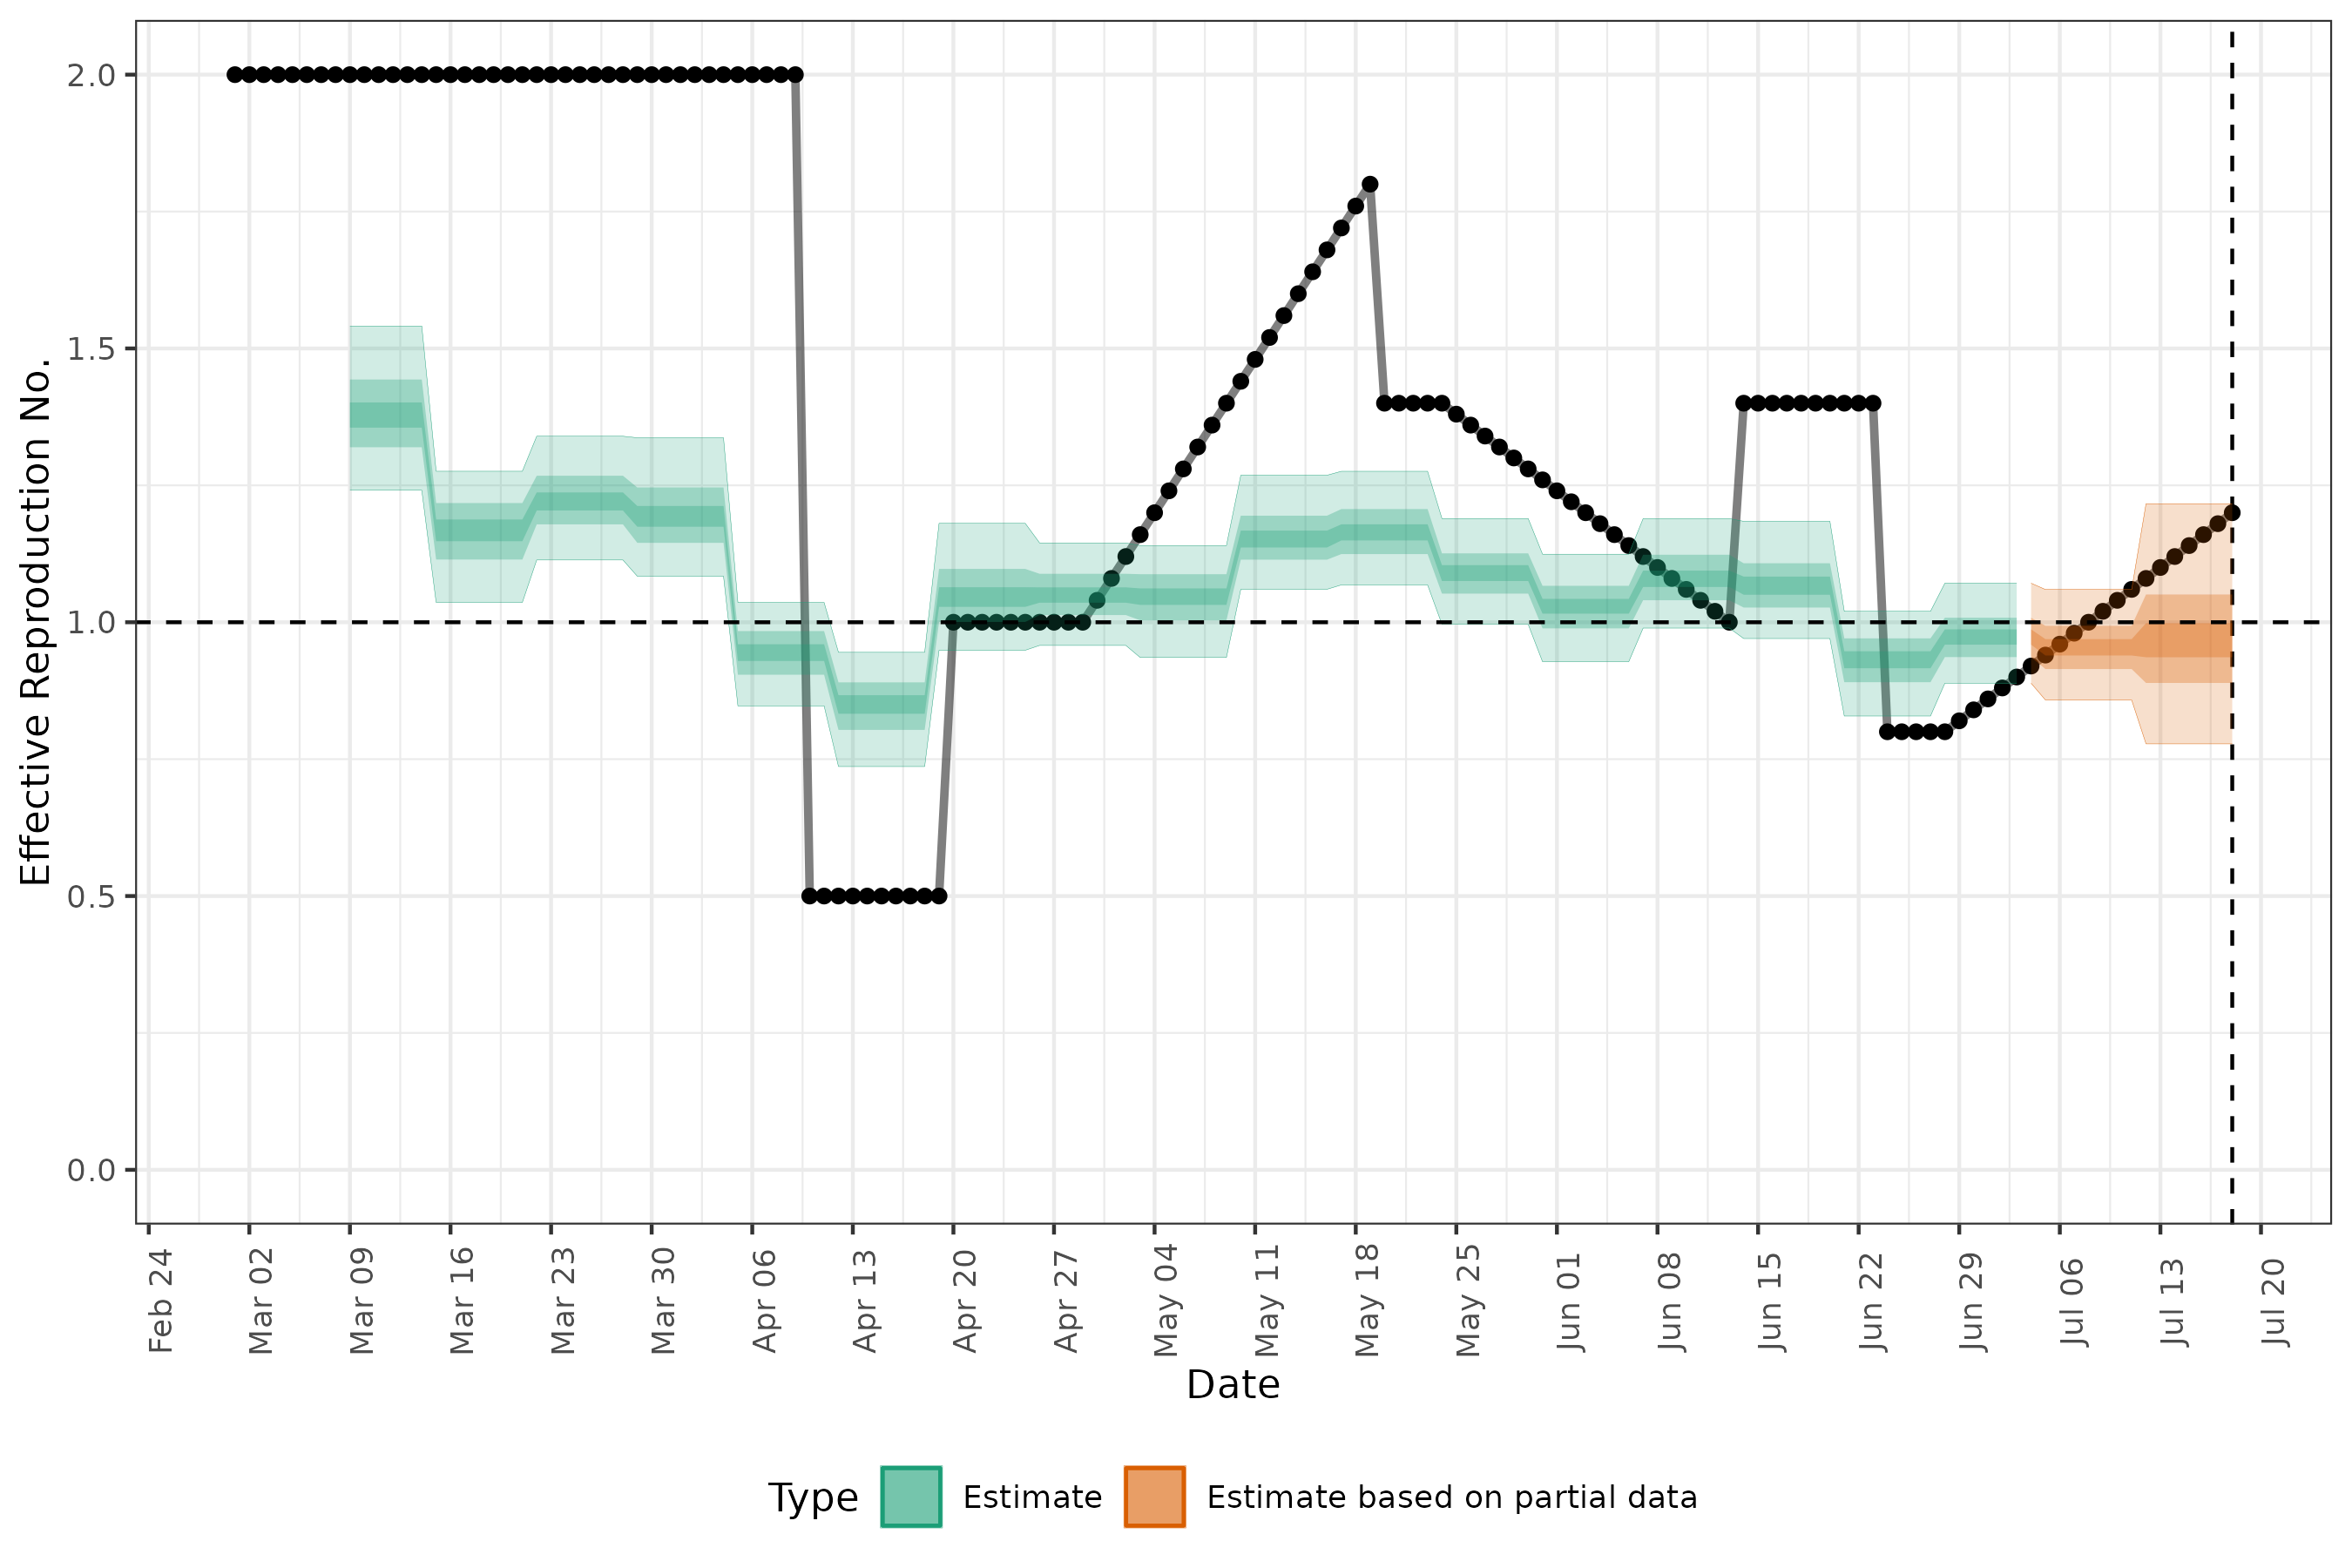 Effective Reproduction No.
2.0
1.5
1.0
0.5
0.0
Feb 24
Mar 02
Mar 09
Mar 16
Mar 23
Mar 30
Apr 06
Apr 13
Apr 20
Apr 27
May 04
May 11
May 18
May 25
Jun 01
Jun 08
Jun 15
Jun 22
Jun 29
Jul 06
Jul 13
Jul 20
Date
Type
Estimate
Estimate based on partial data